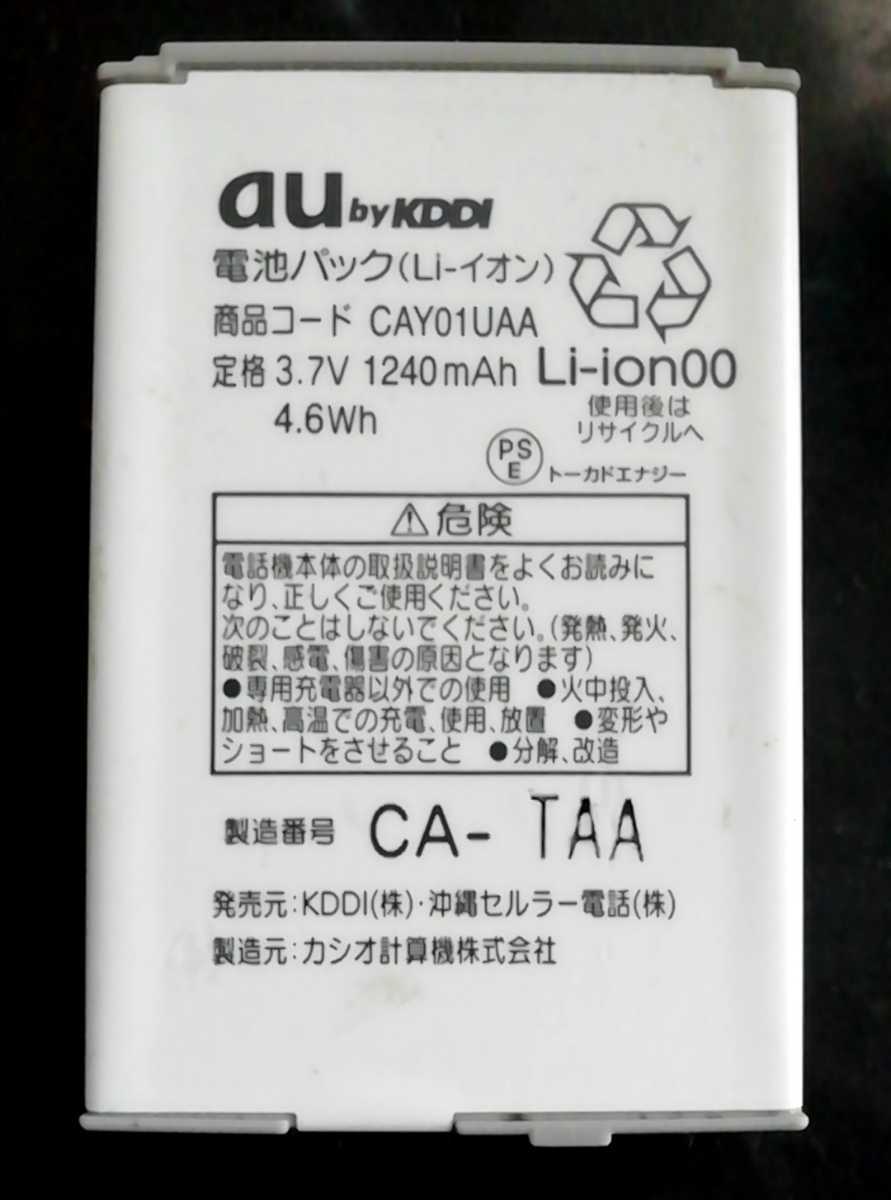 au by KDDI
電池パック(Li-イオン)
商品コード CAY01UAA
定格 3.7V 1240mAh
4.6Wh
Li-ion00
使用後は
リサイクルへ
PS
E
トーカドエナジー
⚠危険
電話機本体の取扱説明書をよくお読みに
なり、正しくご使用ください。
次のことはしないでください。(発熱、発火、
破裂、感電、傷害の原因となります)
●専用充電器以外での使用 ●火中投入、
加熱、高温での充電、使用、放置 ●変形や
ショートをさせること ●分解、改造
製造番号 CA- TAA
発売元:KDDI(株)・沖縄セルラー電話(株)
製造元:カシオ計算機株式会社